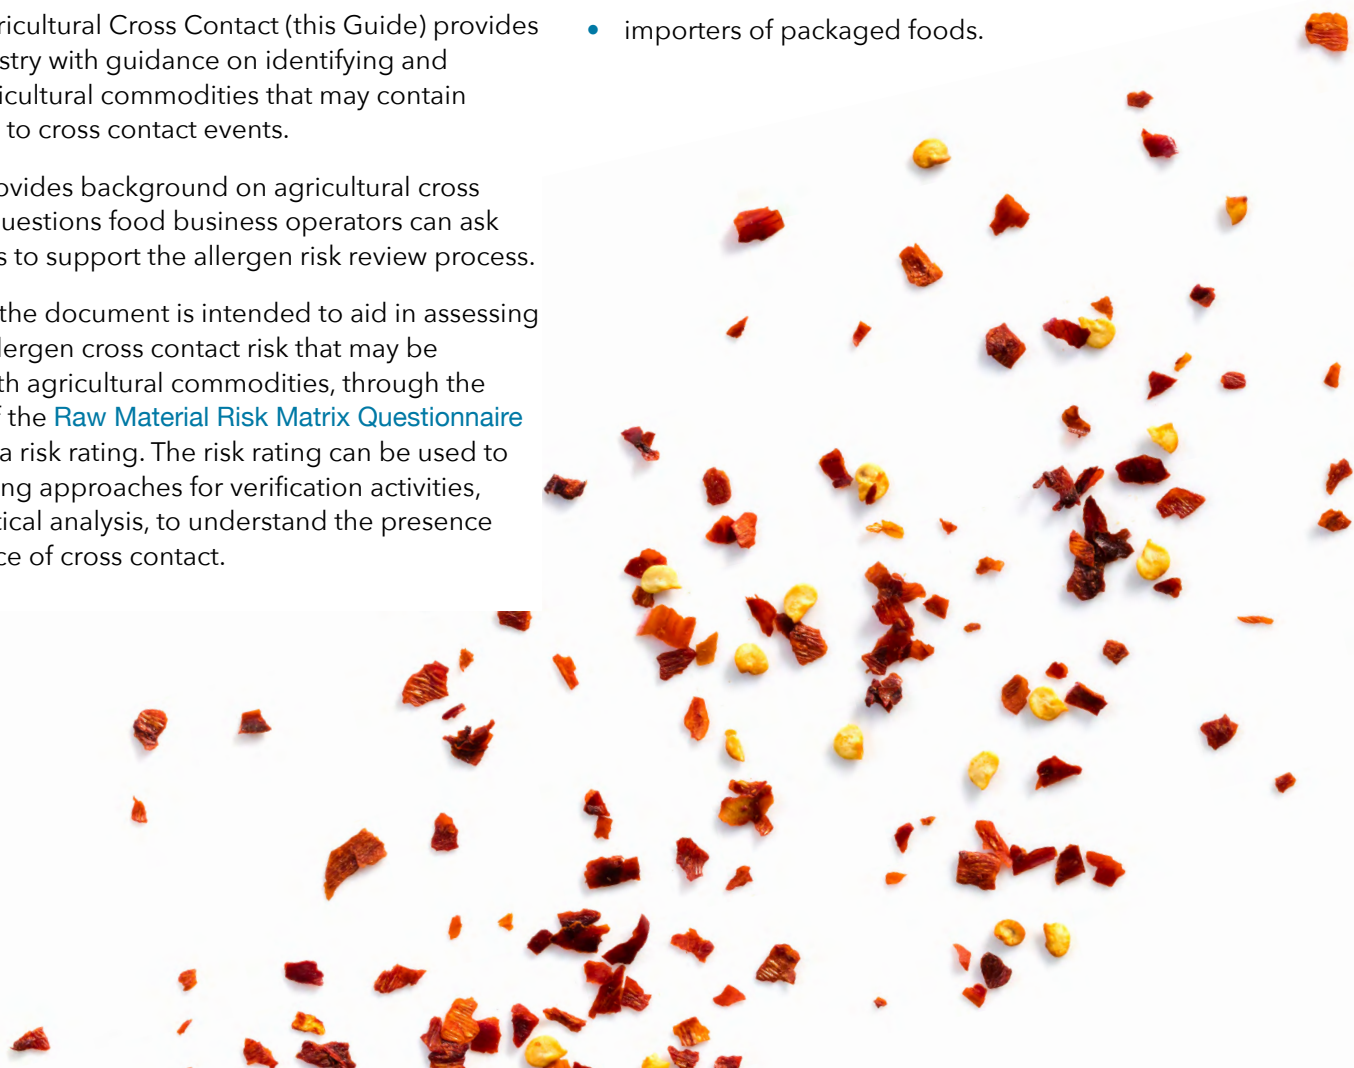 ricultural Cross Contact (this Guide) provides
stry with guidance on identifying and
icultural commodities that may contain
to cross contact events.
ovides background on agricultural cross
uestions food business operators can ask
s to support the allergen risk review process.
the document is intended to aid in assessing
lergen cross contact risk that may be
th agricultural commodities, through the
f the Raw Material Risk Matrix Questionnaire
a risk rating. The risk rating can be used to
ng approaches for verification activities,
tical analysis, to understand the presence
ce of cross contact.
• importers of packaged foods.